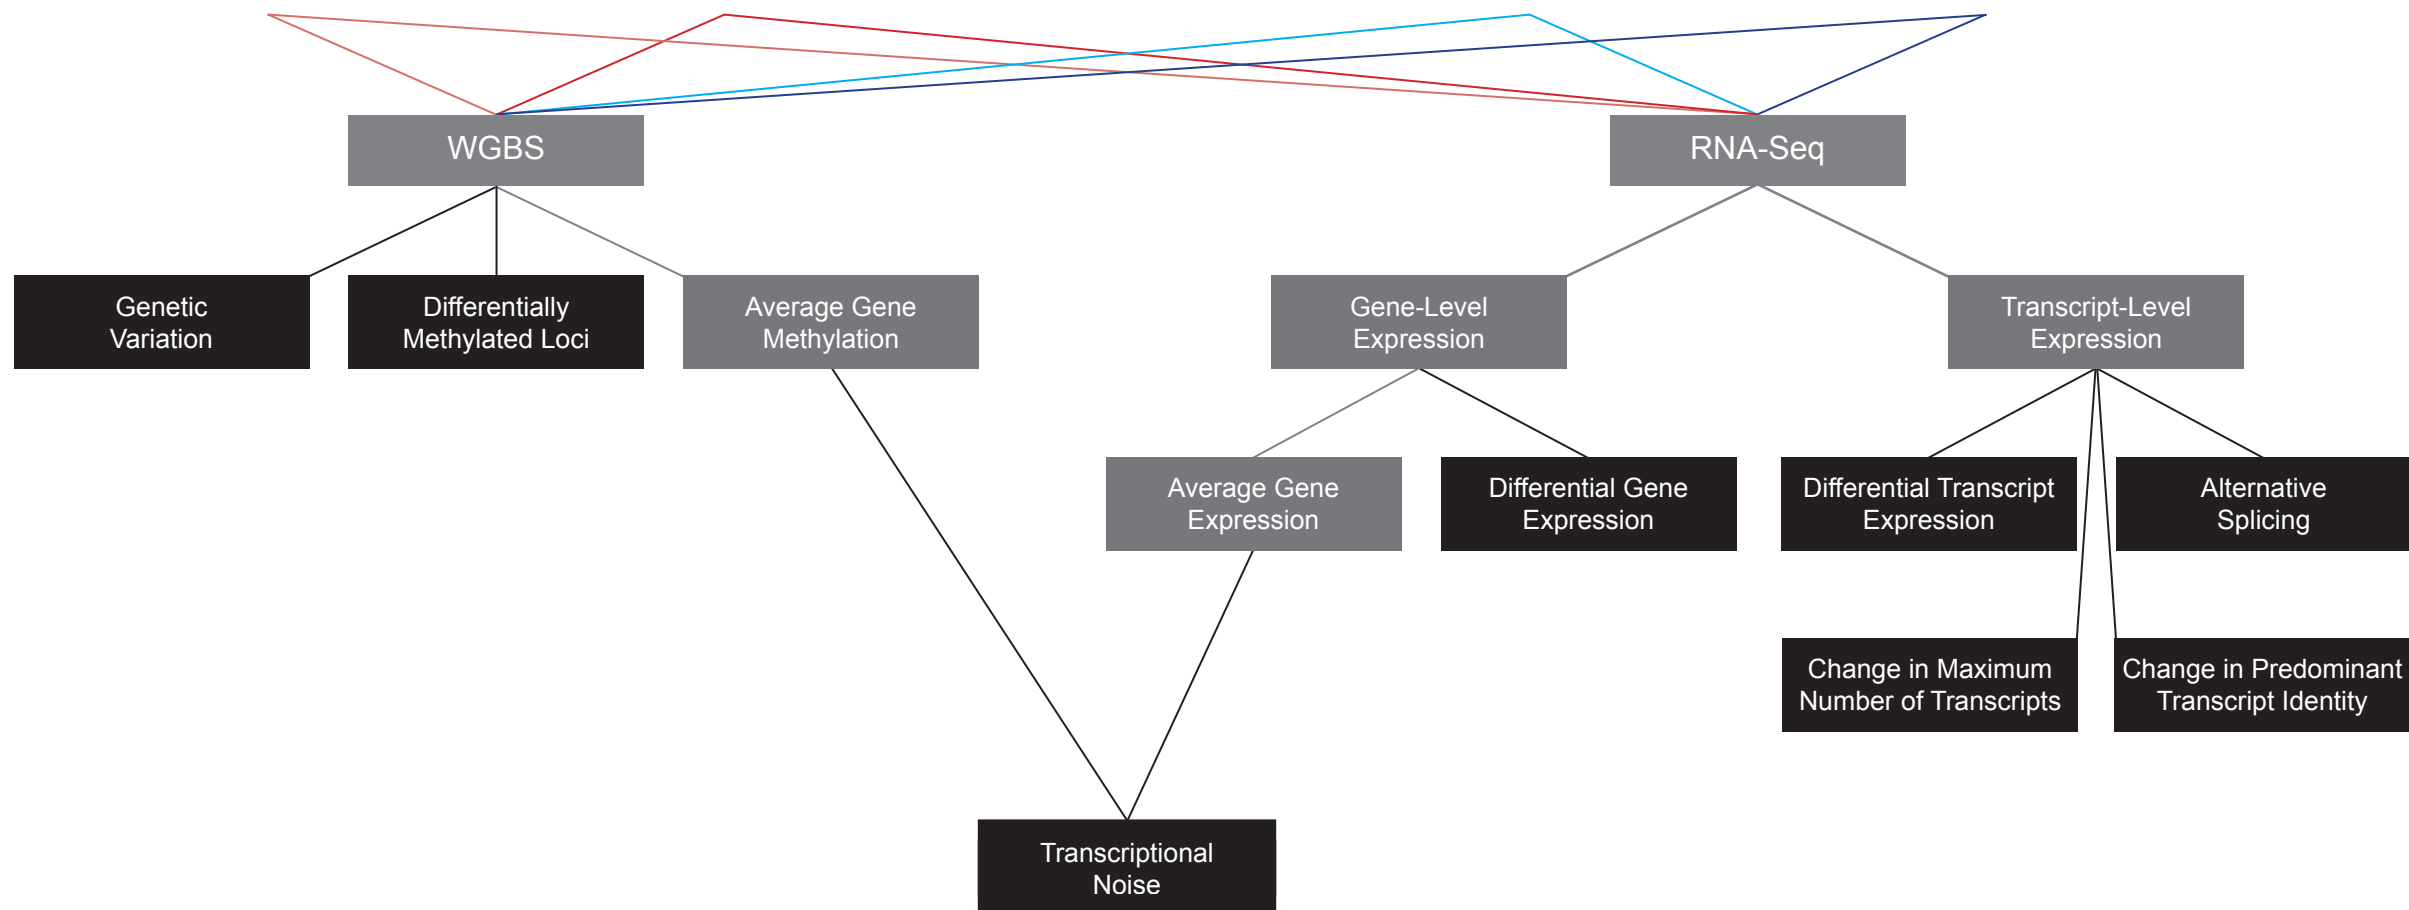 WGBS
RNA-Seq
Genetic
Variation
Differentially
Methylated Loci
Average Gene
Methylation
Gene-Level
Expression
Transcript-Level
Expression
Average Gene
Expression
Differential Gene
Expression
Differential Transcript
Expression
Alternative
Splicing
Change in Maximum
Number of Transcripts
Change in Predominant
Transcript Identity
Transcriptional
Noise